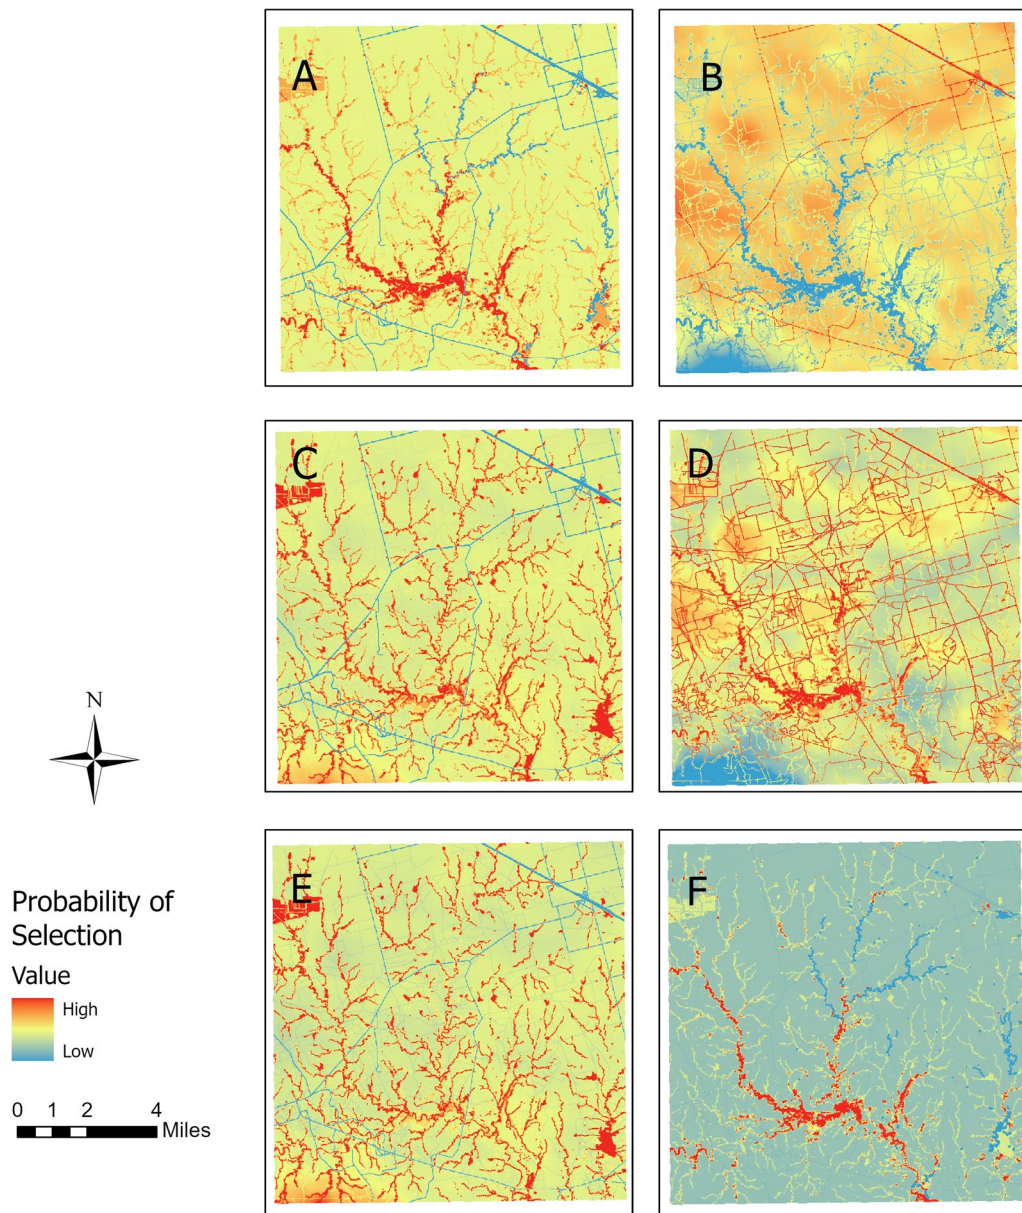 A
B
C
D
N
E
F
Probability of
Selection
Value
High
Low
0 1 2 4
Miles